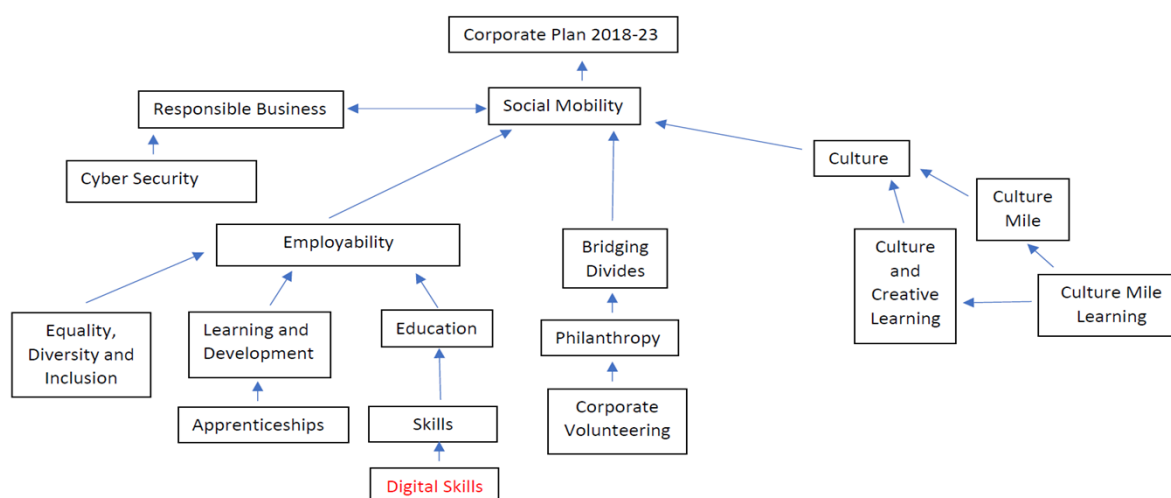 Corporate Plan 2018-23
Responsible Business
Social Mobility
Cyber Security
Culture
Culture
Mile
Employability
Bridging
Divides
Culture
and
Creative
Learning
Culture Mile
Learning
Equality,
Diversity and
Inclusion
Learning and
Development
Education
Philanthropy
Apprenticeships
Skills
Corporate
Volunteering
Digital Skills